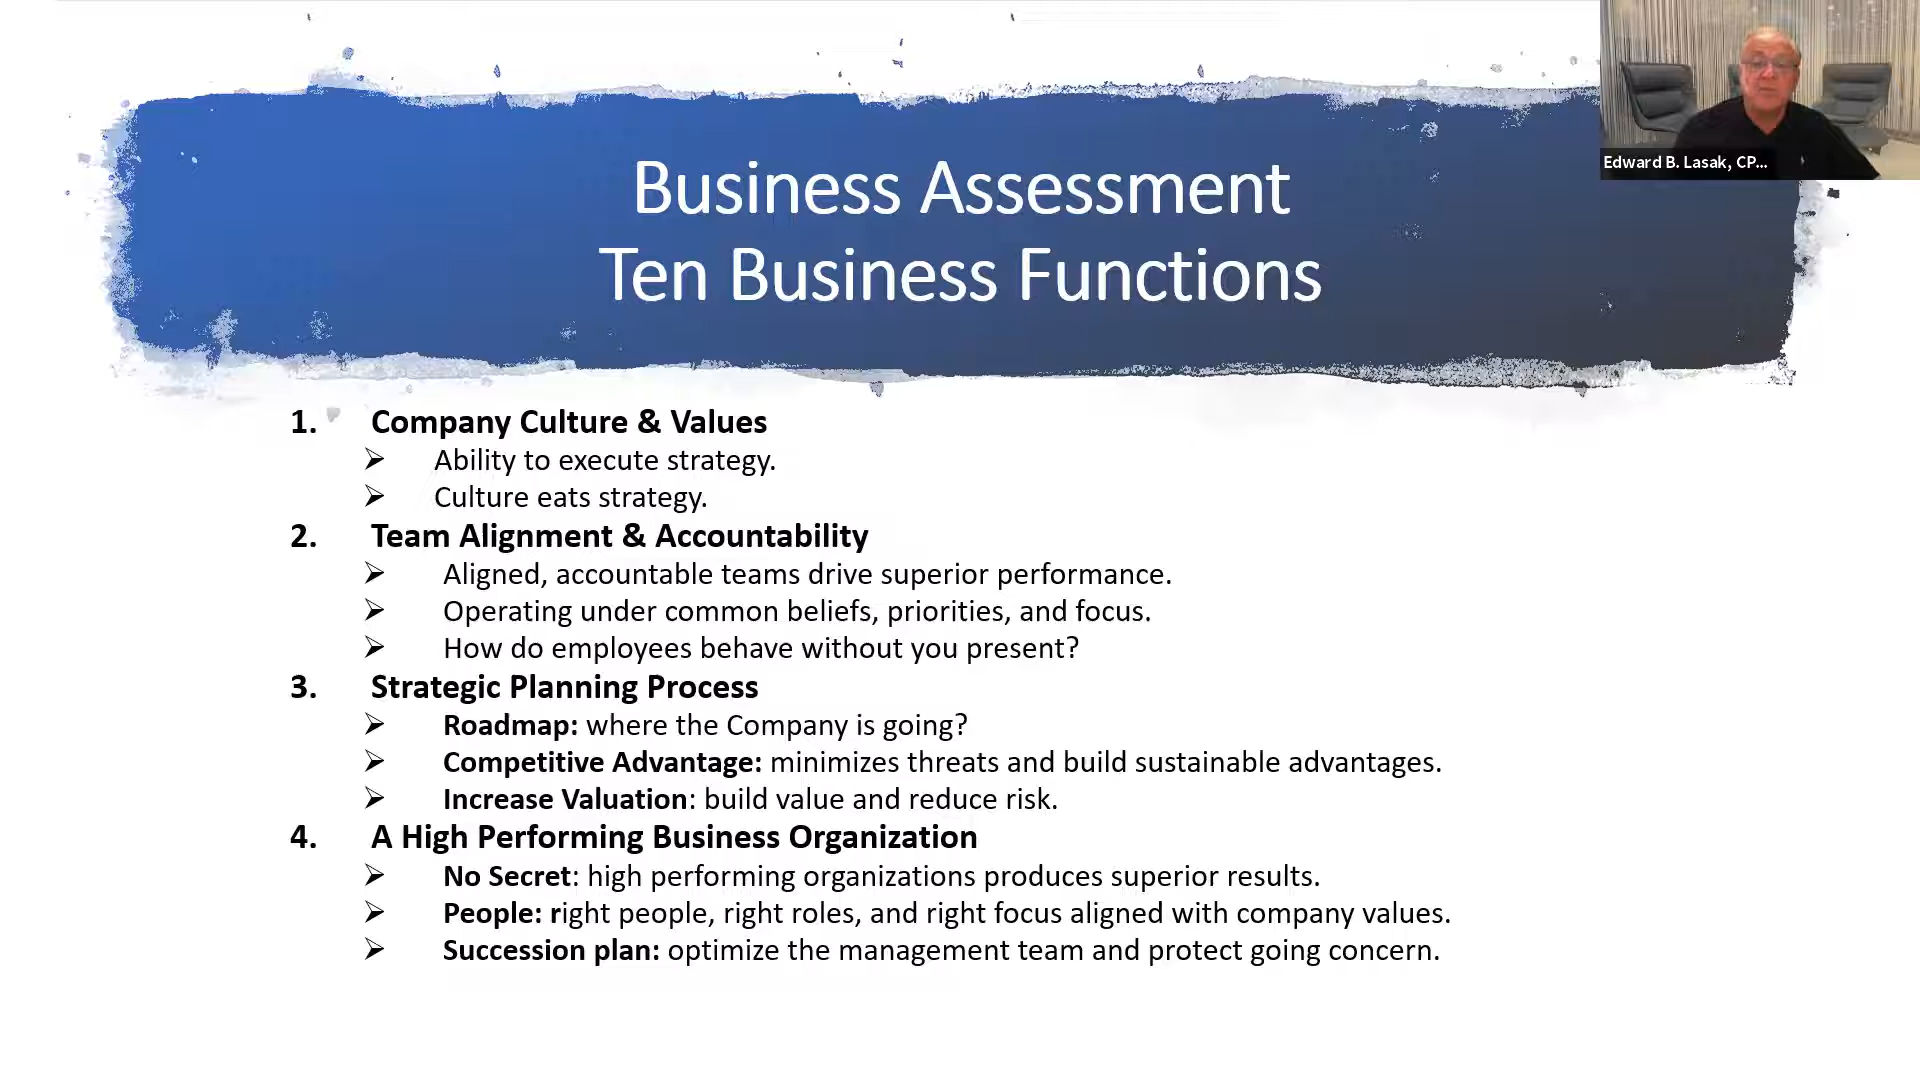 Business Assessment
Ten Business Functions
Edward B. Lasak, CP...
1. Company Culture & Values
➢ Ability to execute strategy.
➢ Culture eats strategy.
2. Team Alignment & Accountability
➢ Aligned, accountable teams drive superior performance.
➢ Operating under common beliefs, priorities, and focus.
➢ How do employees behave without you present?
3. Strategic Planning Process
➢ Roadmap: where the Company is going?
➢ Competitive Advantage: minimizes threats and build sustainable advantages.
➢ Increase Valuation: build value and reduce risk.
4. A High Performing Business Organization
➢ No Secret: high performing organizations produces superior results.
➢ People: right people, right roles, and right focus aligned with company values.
➢ Succession plan: optimize the management team and protect going concern.